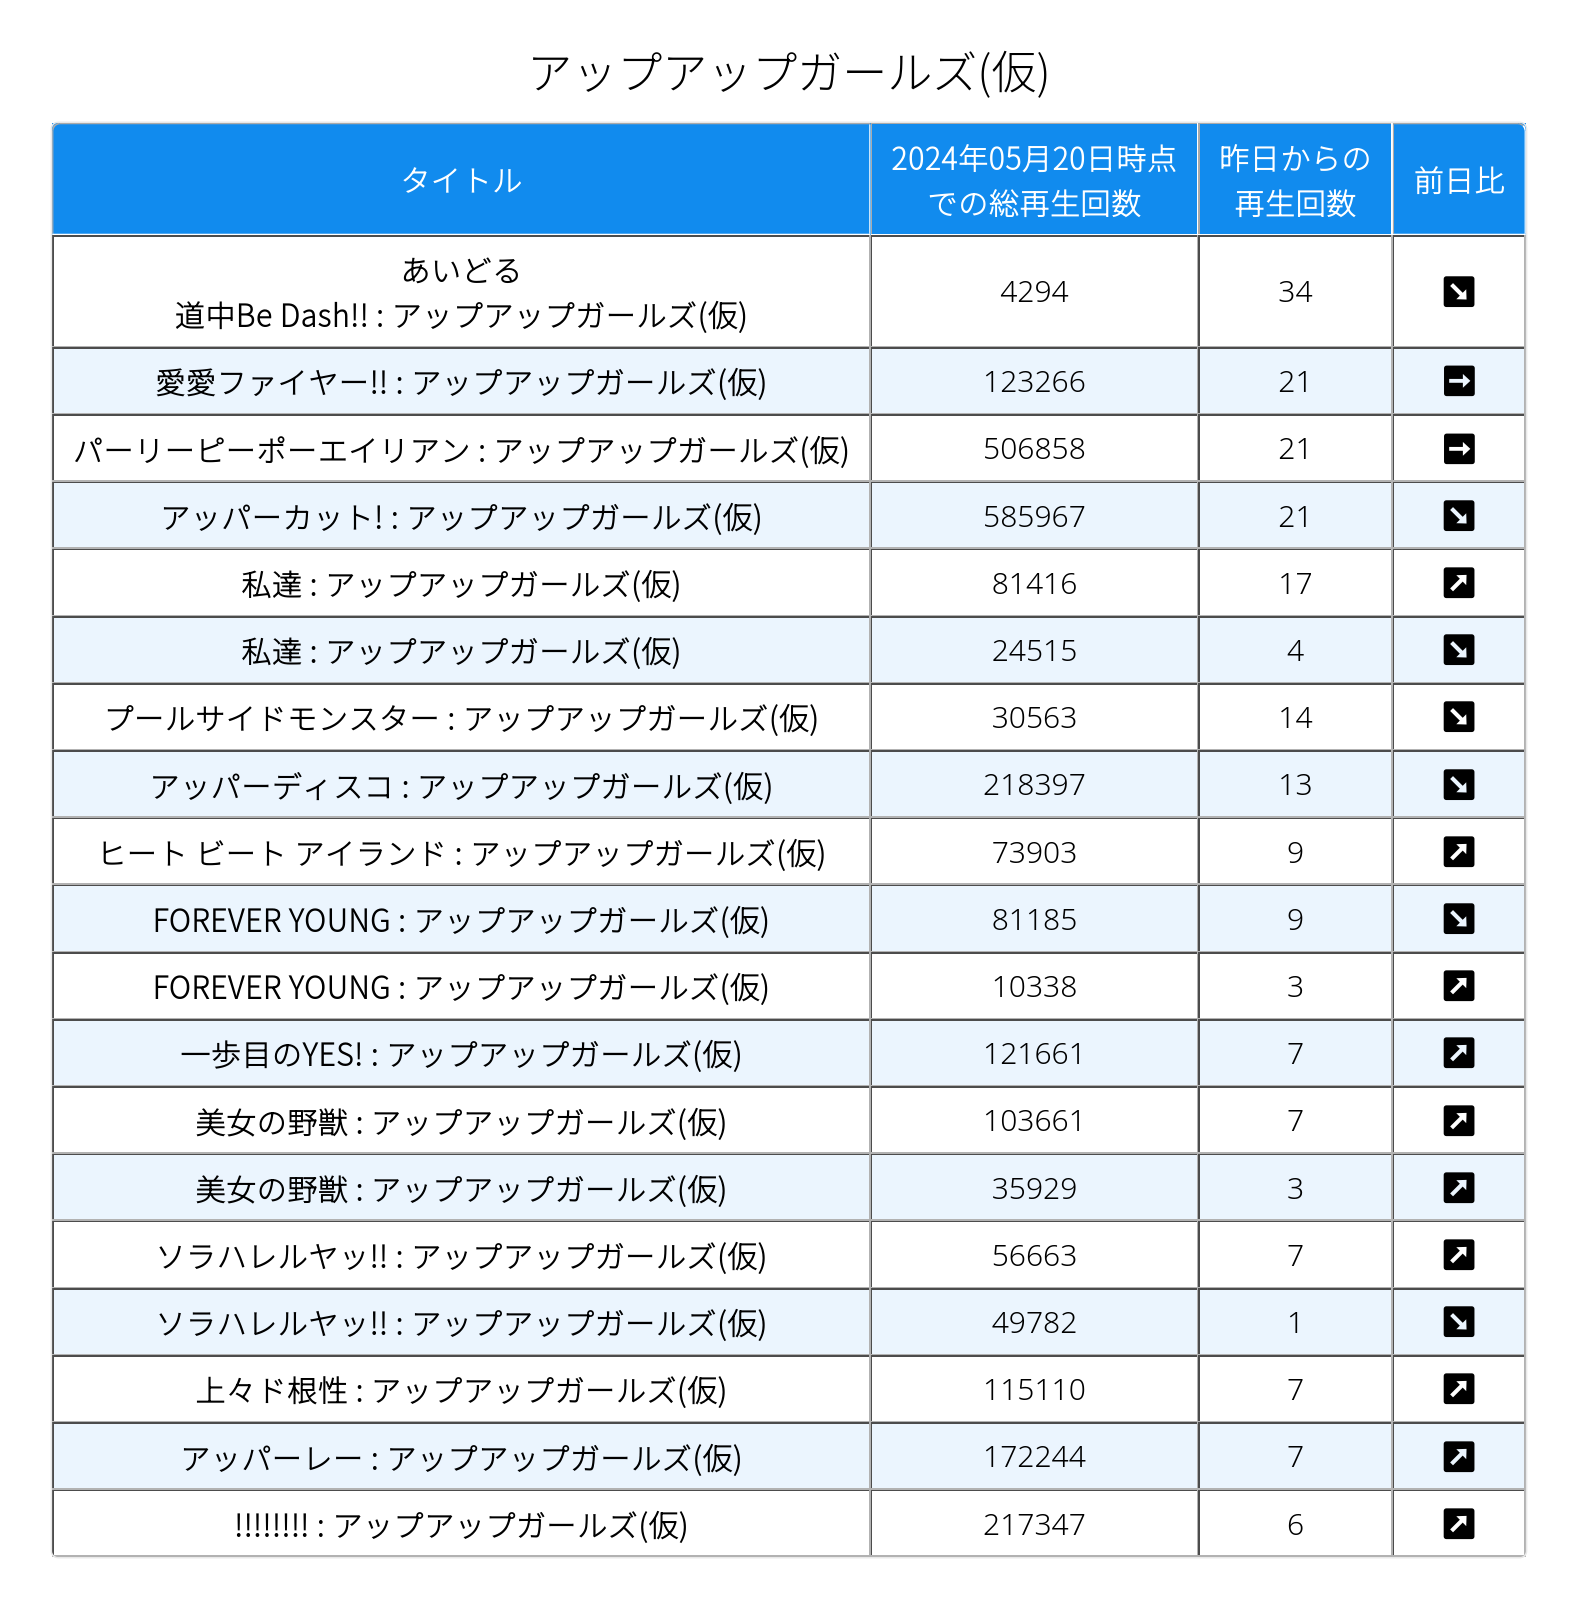 アップアップガールズ(仮)
タイトル 2024年05月20日時点 昨日からの 前日比
での総再生回数 再生回数
あいどる
道中Be Dash!! : アップアップガールズ(仮) 4294 34 ↘
愛愛ファイヤー!! : アップアップガールズ(仮) 123266 21 ➡
パーリーピーポーエイリアン : アップアップガールズ(仮) 506858 21 ➡
アッパーカット! : アップアップガールズ(仮) 585967 21 ↘
私達 : アップアップガールズ(仮) 81416 17 ↗
私達 : アップアップガールズ(仮) 24515 4 ↘
プールサイドモンスター : アップアップガールズ(仮) 30563 14 ↘
アッパーディスコ : アップアップガールズ(仮) 218397 13 ↘
ヒート ビート アイランド : アップアップガールズ(仮) 73903 9 ↗
FOREVER YOUNG : アップアップガールズ(仮) 81185 9 ↘
FOREVER YOUNG : アップアップガールズ(仮) 10338 3 ↗
一歩目のYES! : アップアップガールズ(仮) 121661 7 ↗
美女の野獣 : アップアップガールズ(仮) 103661 7 ↗
美女の野獣 : アップアップガールズ(仮) 35929 3 ↗
ソラハレルヤッ!! : アップアップガールズ(仮) 56663 7 ↗
ソラハレルヤッ!! : アップアップガールズ(仮) 49782 1 ↘
上々ド根性 : アップアップガールズ(仮) 115110 7 ↗
アッパーレー : アップアップガールズ(仮) 172244 7 ↗
!!!!!!!! : アップアップガールズ(仮) 217347 6 ↗